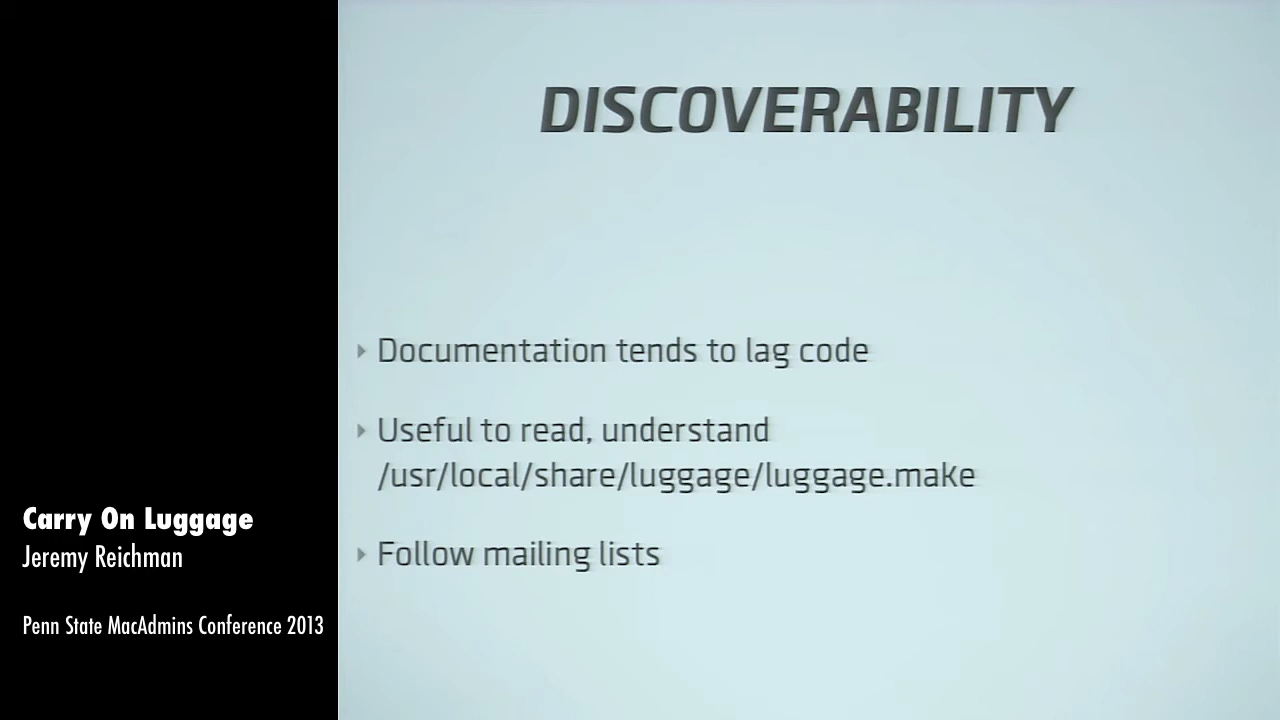 DISCOVERABILITY
Documentation tends to lag code
Useful to read, understand
/usr/local/share/luggage/luggage.make
Follow mailing lists
Carry On Luggage
Jeremy Reichman
Penn State MacAdmins Conference 2013